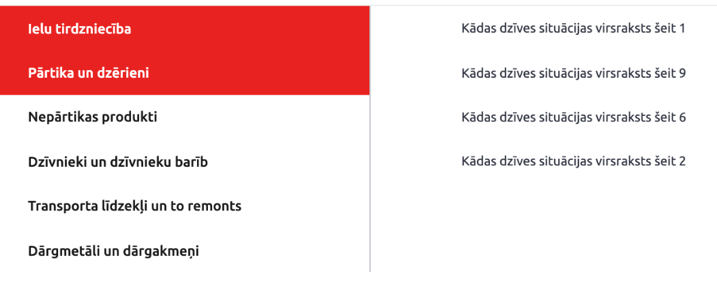 Ielu tirdzniecība
Pārtika un dzērieni
Nepārtikas produkti
Dzīvnieki un dzīvnieku barīb
Transporta līdzekļi un to remonts
Dārgmetāli un dārgakmeņi
Kādas dzīves situācijas virsraksts šeit 1
Kādas dzīves situācijas virsraksts šeit 9
Kādas dzīves situācijas virsraksts šeit 6
Kādas dzīves situācijas virsraksts šeit 2